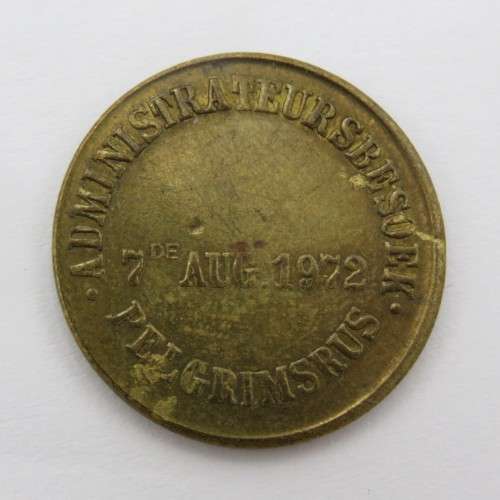 · ADMINISTRATEURSBESOEK ·
7DE AUG 1972
PELGRIMSRUS